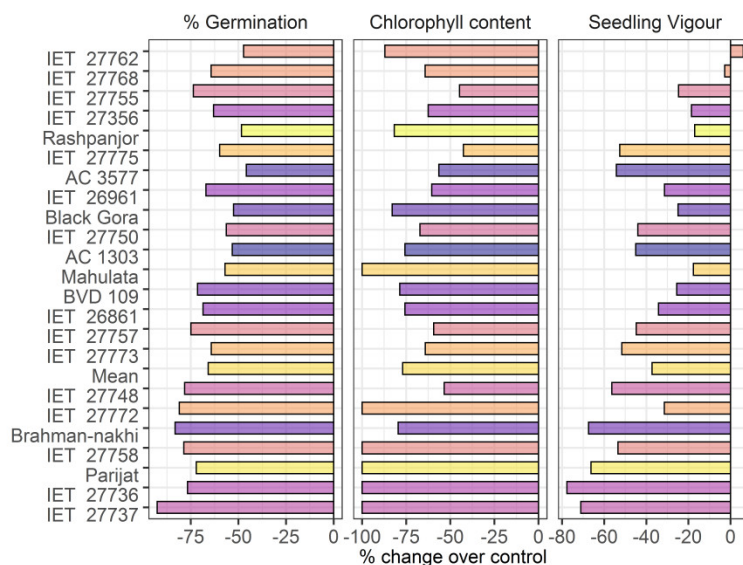 % Germination
Chlorophyll content
Seedling Vigour
IET 27762
IET 27768
IET 27755
IET 27356
Rashpanjor
IET 27775
AC 3577
IET 26961
Black Gora
IET 27750
AC 1303
Mahulata
BVD 109
IET 26861
IET 27757
IET 27773
Mean
IET 27748
IET 27772
Brahman-nakhi
IET 27758
Parijat
IET 27736
IET 27737
-75 -50 -25 0
-100 -75 -50 -25 0
-80 -60 -40 -20 0
% change over control